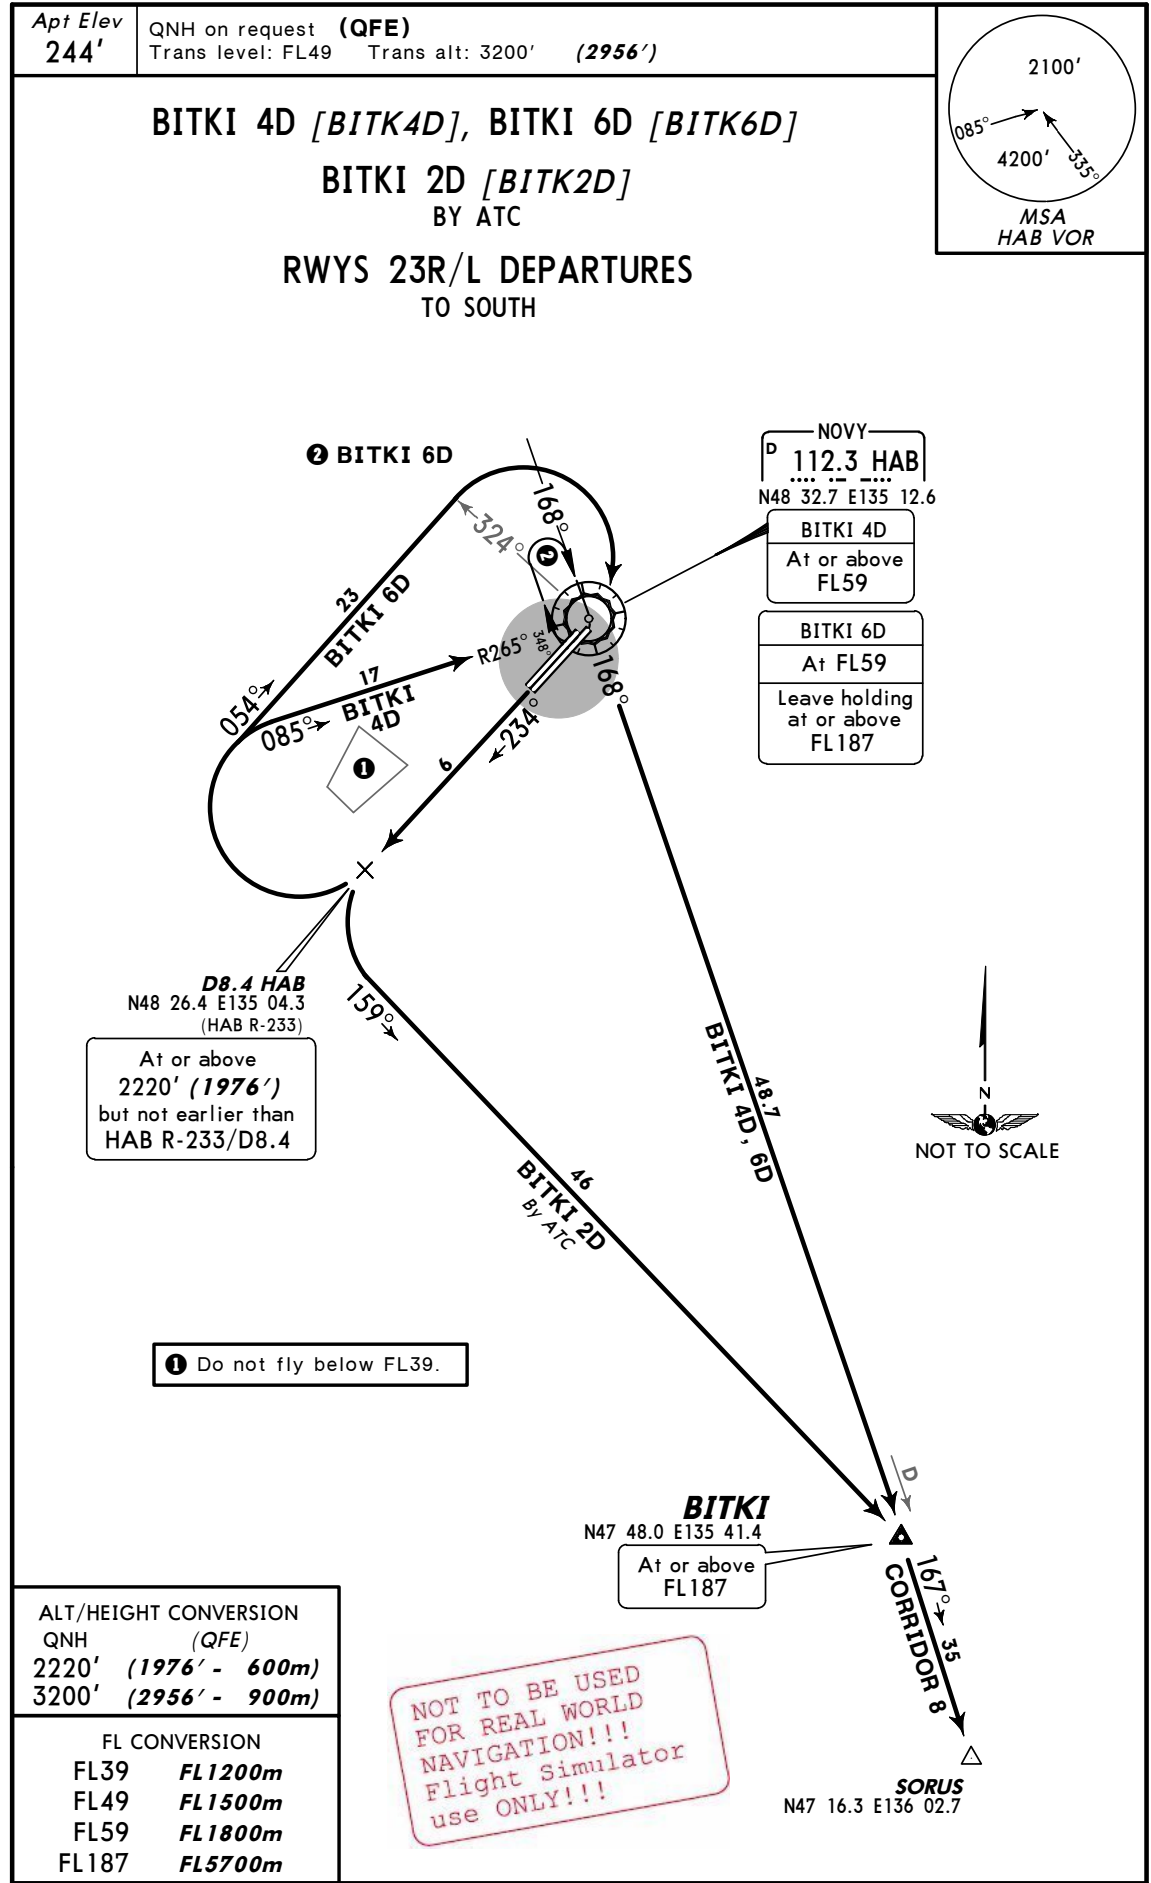 Apt Elev
244'
QNH on request (QFE)
Trans level: FL49 Trans alt: 3200' (2956')
2100'
085°
4200'
335°
MSA
HAB VOR
BITKI 4D [BITK4D], BITKI 6D [BITK6D]
BITKI 2D [BITK2D]
BY ATC
RWYS 23R/L DEPARTURES
TO SOUTH
2 BITKI 6D
NOVY
D 112.3 HAB
N48 32.7 E135 12.6
BITKI 4D
At or above
FL59
BITKI 6D
At FL59
Leave holding
at or above
FL187
168°
324°
2
23
BITKI 6D
R265°
348°
17
BITKI
4D
054°
085°
168°
234°
1
6
D8.4 HAB
N48 26.4 E135 04.3
(HAB R-233)
At or above
2220' (1976')
but not earlier than
HAB R-233/D8.4
159°
BITKI 4D, 6D
48.7
46
BITKI 2D
By ATC
N
NOT TO SCALE
1 Do not fly below FL39.
D
BITKI
N47 48.0 E135 41.4
At or above
FL187
167°
35
CORRIDOR 8
SORUS
N47 16.3 E136 02.7
ALT/HEIGHT CONVERSION
QNH (QFE)
2220' (1976' - 600m)
3200' (2956' - 900m)
FL CONVERSION
FL39 FL1200m
FL49 FL1500m
FL59 FL1800m
FL187 FL5700m
NOT TO BE USED
FOR REAL WORLD
NAVIGATION!!!
Flight Simulator
use ONLY!!!